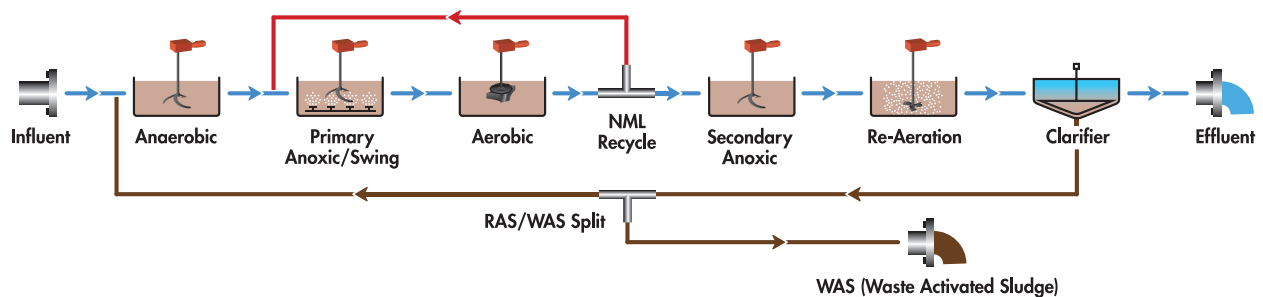 Influent
Anaerobic
Primary
Anoxic/Swing
Aerobic
NML
Recycle
Secondary
Anoxic
Re-Aeration
Clarifier
Effluent
RAS/WAS Split
WAS (Waste Activated Sludge)